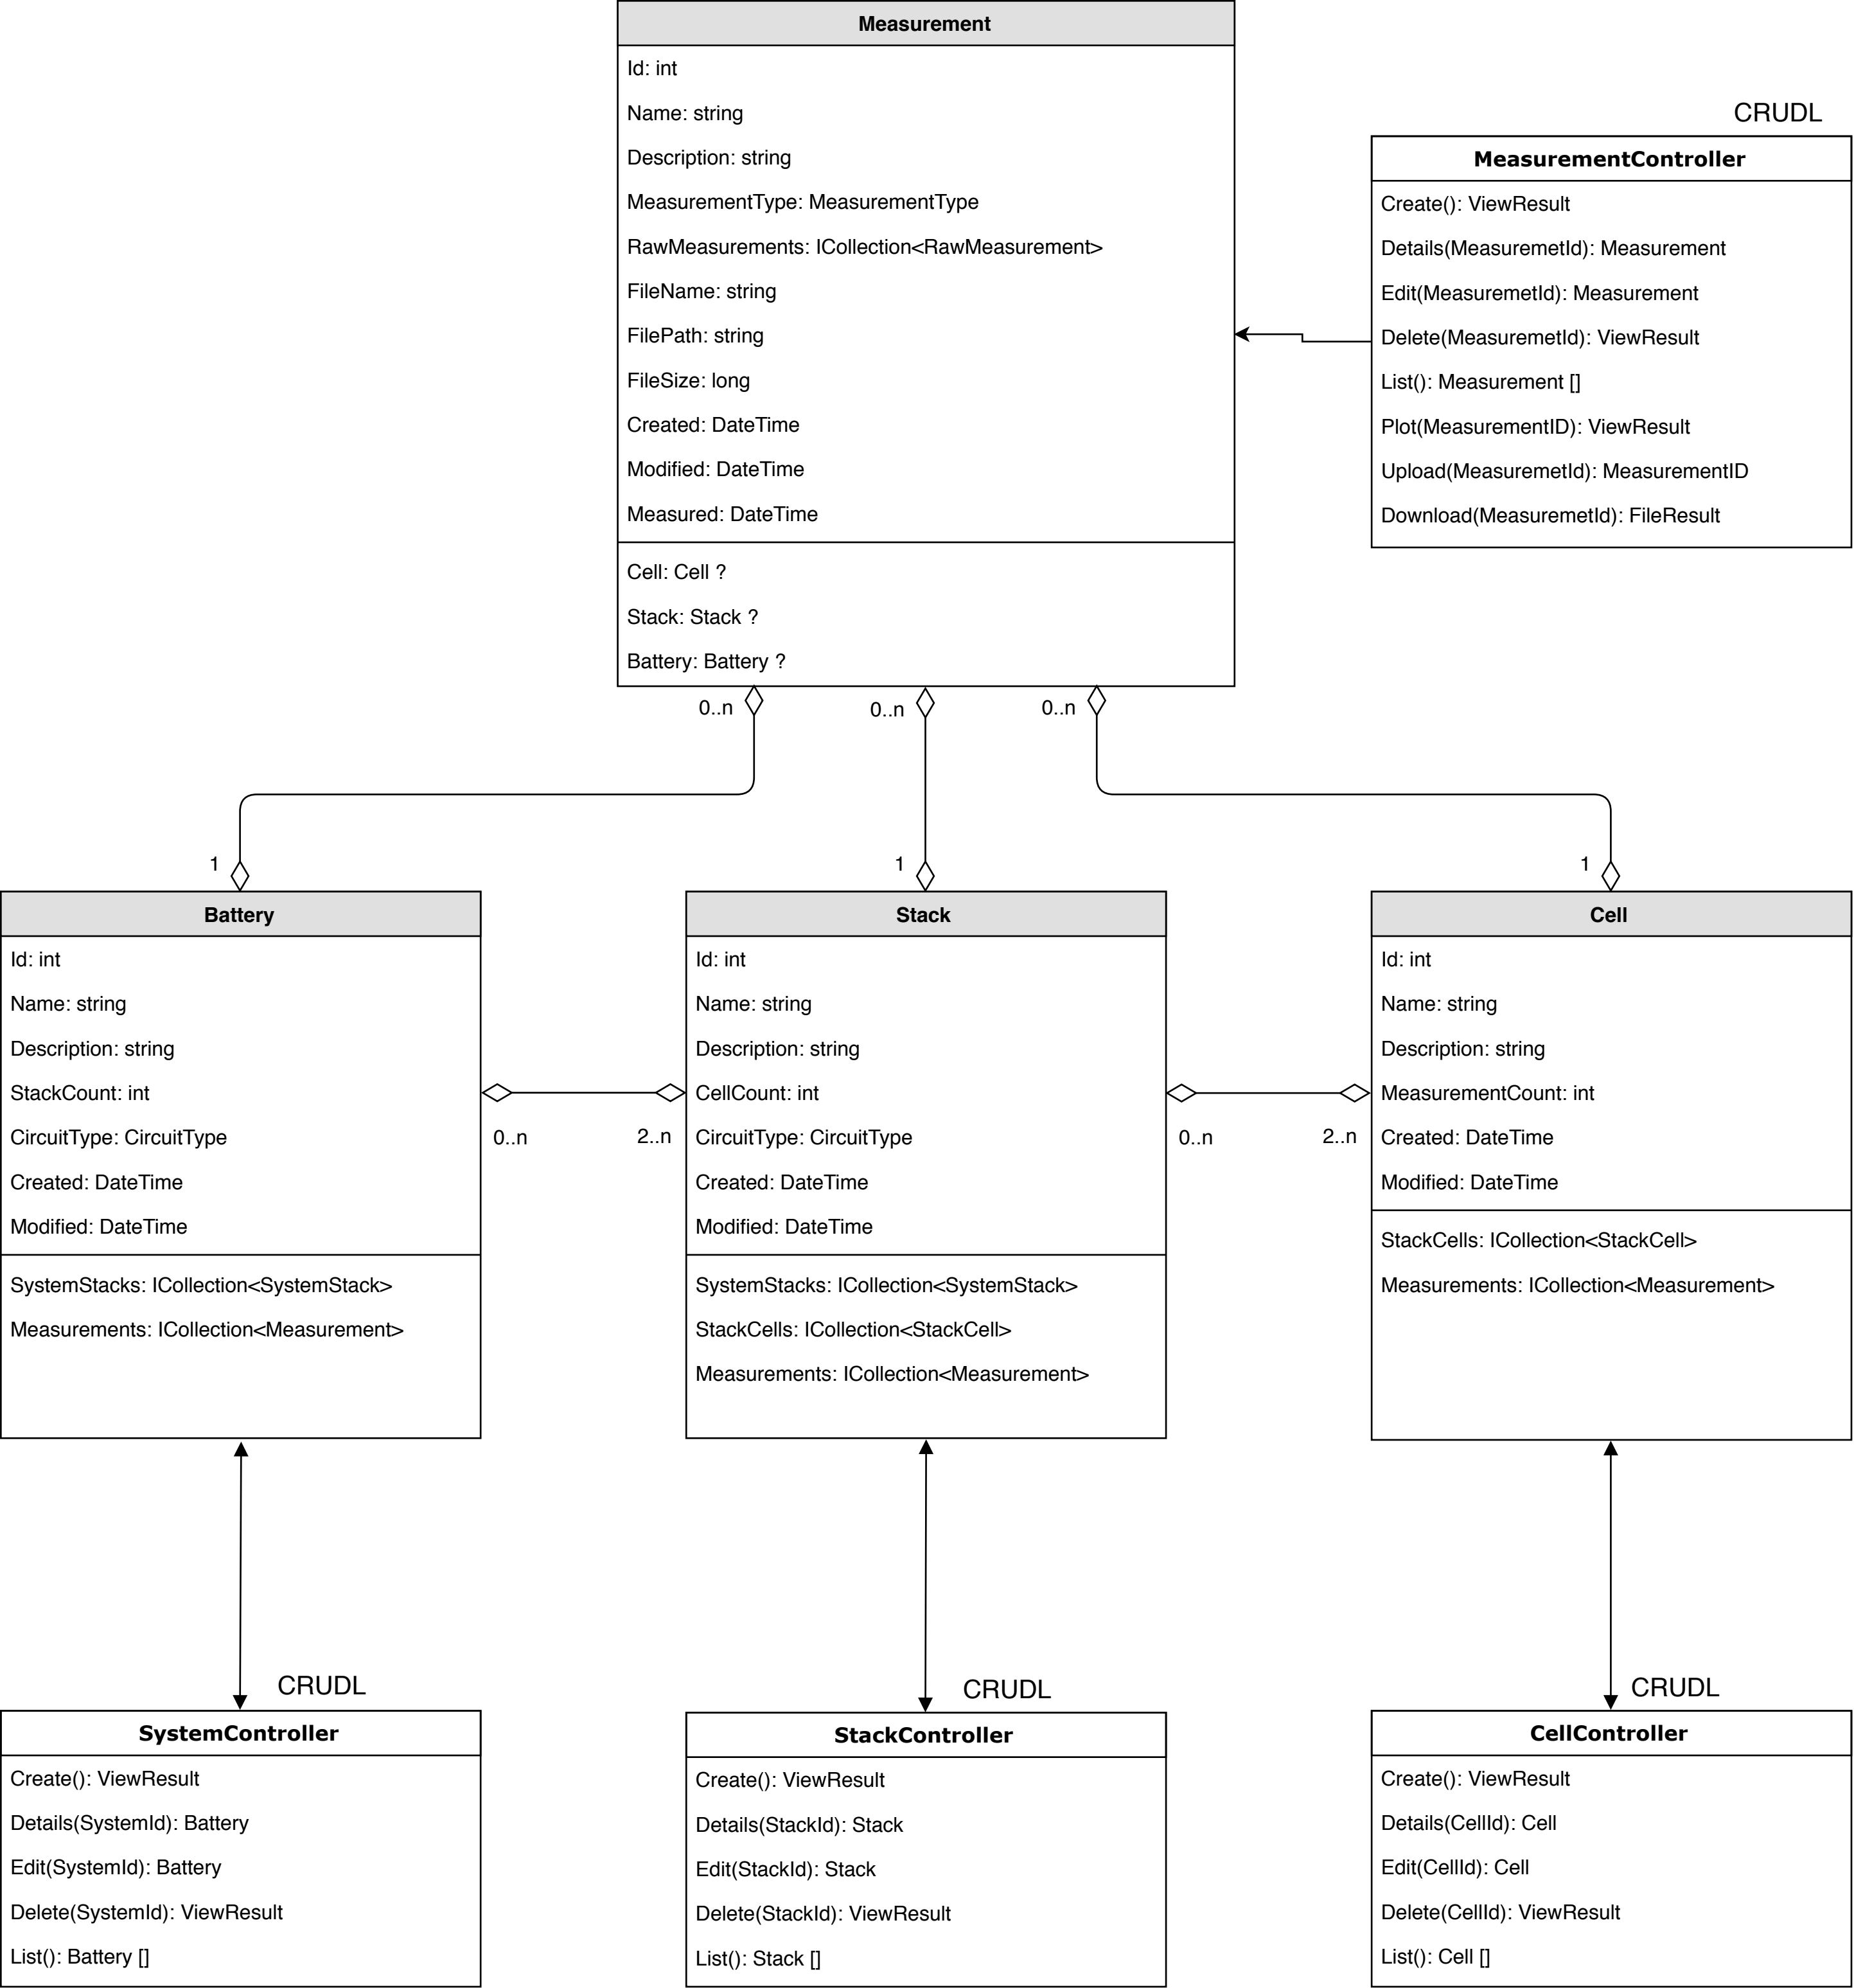 Measurement
Id: int
Name: string
Description: string
MeasurementType: MeasurementType
RawMeasurements: ICollection<RawMeasurement>
FileName: string
FilePath: string
FileSize: long
Created: DateTime
Modified: DateTime
Measured: DateTime
Cell: Cell ?
Stack: Stack ?
Battery: Battery ?
CRUDL
MeasurementController
Create(): ViewResult
Details(MeasuremetId): Measurement
Edit(MeasuremetId): Measurement
Delete(MeasuremetId): ViewResult
List(): Measurement []
Plot(MeasurementID): ViewResult
Upload(MeasuremetId): MeasurementID
Download(MeasuremetId): FileResult
0..n
0..n
0..n
1
1
1
Battery
Id: int
Name: string
Description: string
StackCount: int
CircuitType: CircuitType
Created: DateTime
Modified: DateTime
SystemStacks: ICollection<SystemStack>
Measurements: ICollection<Measurement>
0..n
2..n
Stack
Id: int
Name: string
Description: string
CellCount: int
CircuitType: CircuitType
Created: DateTime
Modified: DateTime
SystemStacks: ICollection<SystemStack>
StackCells: ICollection<StackCell>
Measurements: ICollection<Measurement>
0..n
2..n
Cell
Id: int
Name: string
Description: string
MeasurementCount: int
Created: DateTime
Modified: DateTime
StackCells: ICollection<StackCell>
Measurements: ICollection<Measurement>
CRUDL
SystemController
Create(): ViewResult
Details(SystemId): Battery
Edit(SystemId): Battery
Delete(SystemId): ViewResult
List(): Battery []
CRUDL
StackController
Create(): ViewResult
Details(StackId): Stack
Edit(StackId): Stack
Delete(StackId): ViewResult
List(): Stack []
CRUDL
CellController
Create(): ViewResult
Details(CellId): Cell
Edit(CellId): Cell
Delete(CellId): ViewResult
List(): Cell []